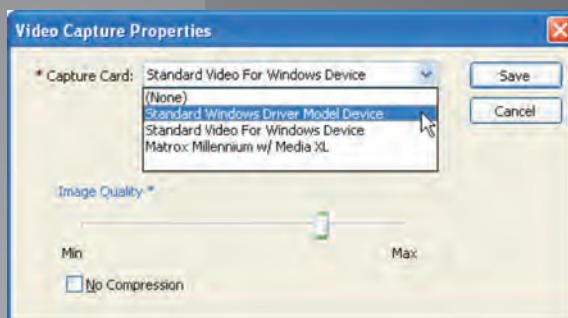 Video Capture Properties
* Capture Card: Standard Video For Windows Device Save
(None)
Standard Windows Driver Model Device
Standard Video For Windows Device
Matrox Millennium w/ Media XL
Cancel
Image Quality *
Min Max
No Compression